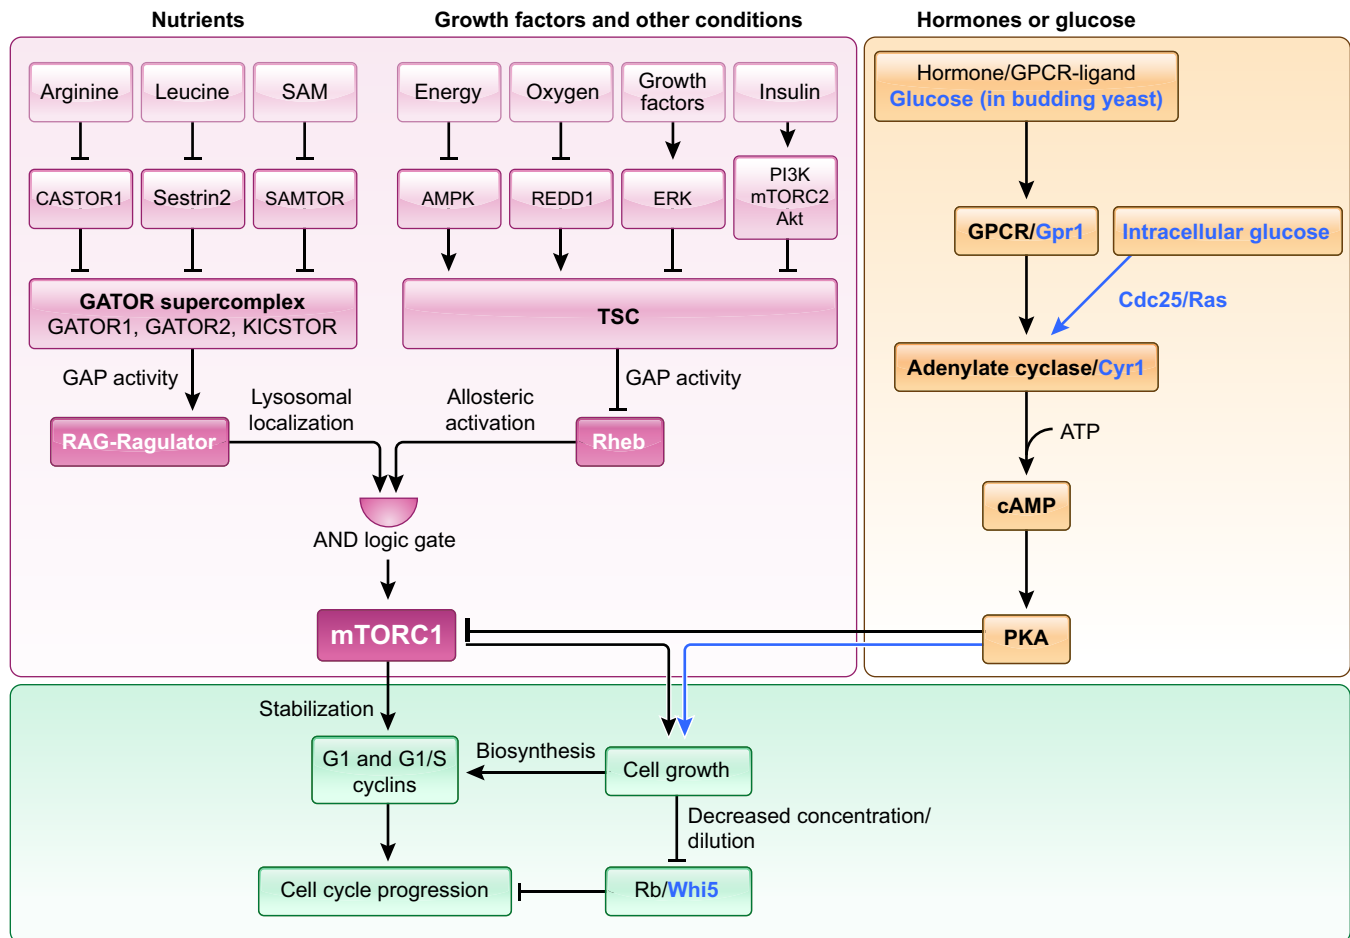 Nutrients
Growth factors and other conditions
Hormones or glucose
Arginine
Leucine
SAM
Energy
Oxygen
Growth
factors
Insulin
Hormone/GPCR-ligand
Glucose (in budding yeast)
CASTOR1
Sestrin2
SAMTOR
AMPK
REDD1
ERK
PI3K
mTORC2
Akt
GPCR/Gpr1
Intracellular glucose
GATOR supercomplex
GATOR1, GATOR2, KICSTOR
TSC
Cdc25/Ras
Adenylate cyclase/Cyr1
GAP activity
GAP activity
Lysosomal
localization
Allosteric
activation
RAG-Ragulator
Rheb
ATP
cAMP
AND logic gate
mTORC1
PKA
Stabilization
G1 and G1/S
cyclins
Biosynthesis
Cell growth
Decreased concentration/
dilution
Cell cycle progression
Rb/Whi5